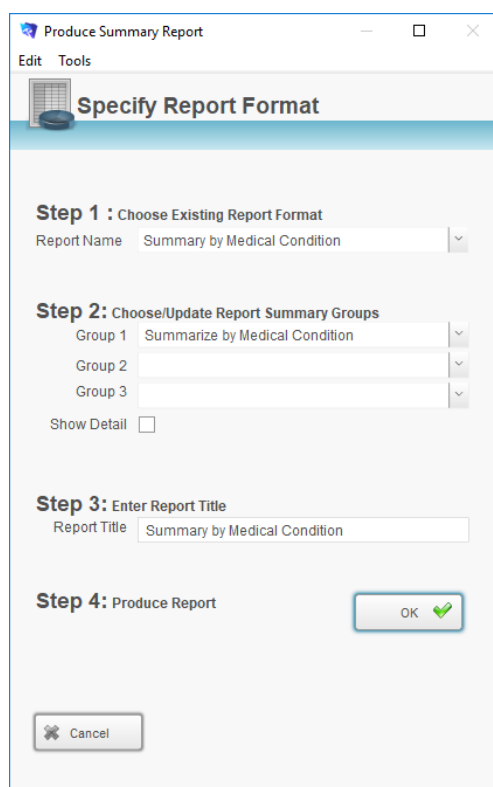 Produce Summary Report
Edit Tools
Specify Report Format
Step 1 : Choose Existing Report Format
Report Name Summary by Medical Condition
Step 2: Choose/Update Report Summary Groups
Group 1 Summarize by Medical Condition
Group 2
Group 3
Show Detail
Step 3: Enter Report Title
Report Title Summary by Medical Condition
Step 4: Produce Report OK
Cancel